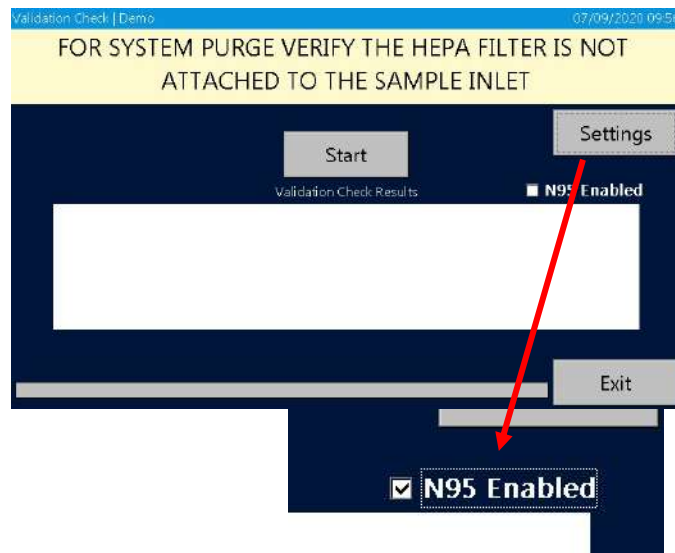 Validation Check | Demo 07/09/2020 09:56
FOR SYSTEM PURGE VERIFY THE HEPA FILTER IS NOT
ATTACHED TO THE SAMPLE INLET
Settings
Start
Validation Check Results
N95 Enabled
Exit
N95 Enabled